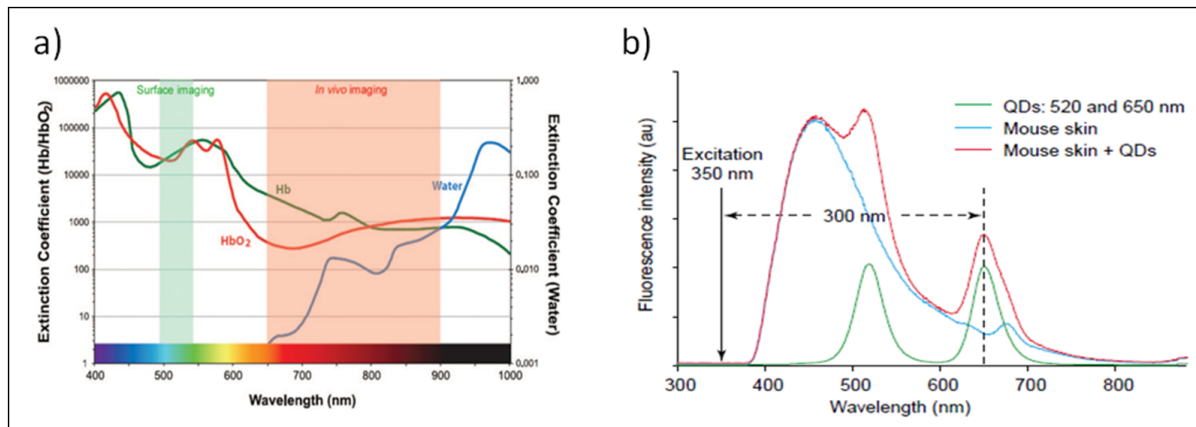 a)
Extinction Coefficient (Hb/HbO2)
1000000
100000
10000
1000
100
10
1
Surface imaging
In vivo imaging
Hb
HbO2
Water
1,000
0,100
0,010
0,001
Extinction Coefficient (Water)
400
500
600
700
800
900
1000
Wavelength (nm)
b)
Fluorescence intensity (au)
QDs: 520 and 650 nm
Mouse skin
Mouse skin + QDs
Excitation
350 nm
300 nm
300
400
500
600
700
800
Wavelength (nm)